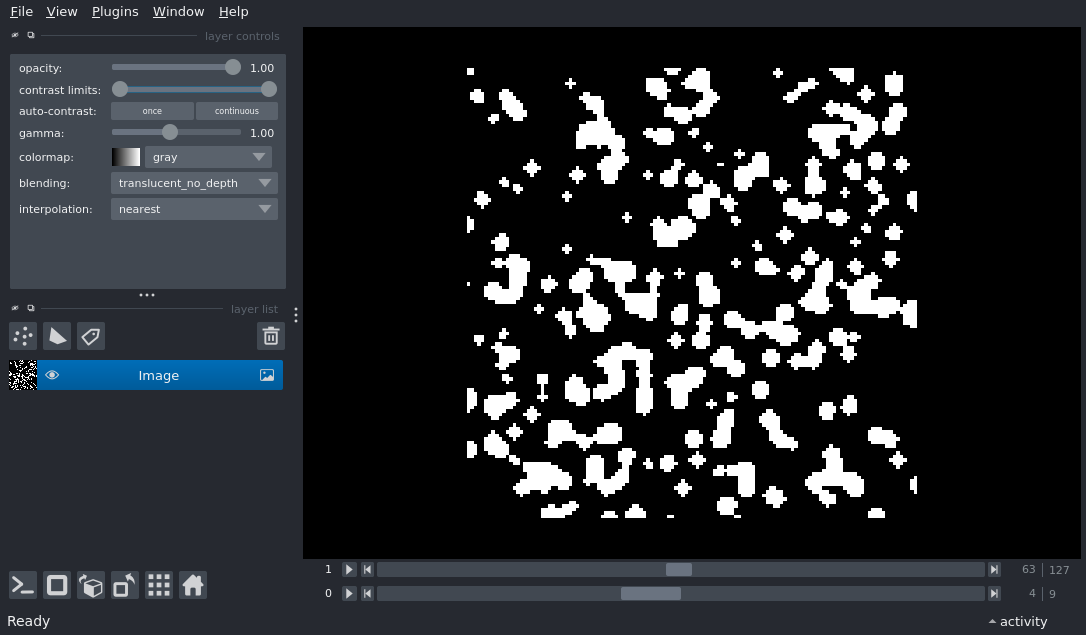 File View Plugins Window Help
layer controls
opacity: 1.00
contrast limits:
auto-contrast: once continuous
gamma: 1.00
colormap: gray
blending: translucent_no_depth
interpolation: nearest
layer list
Image
1 63 127
0 4 9
Ready activity